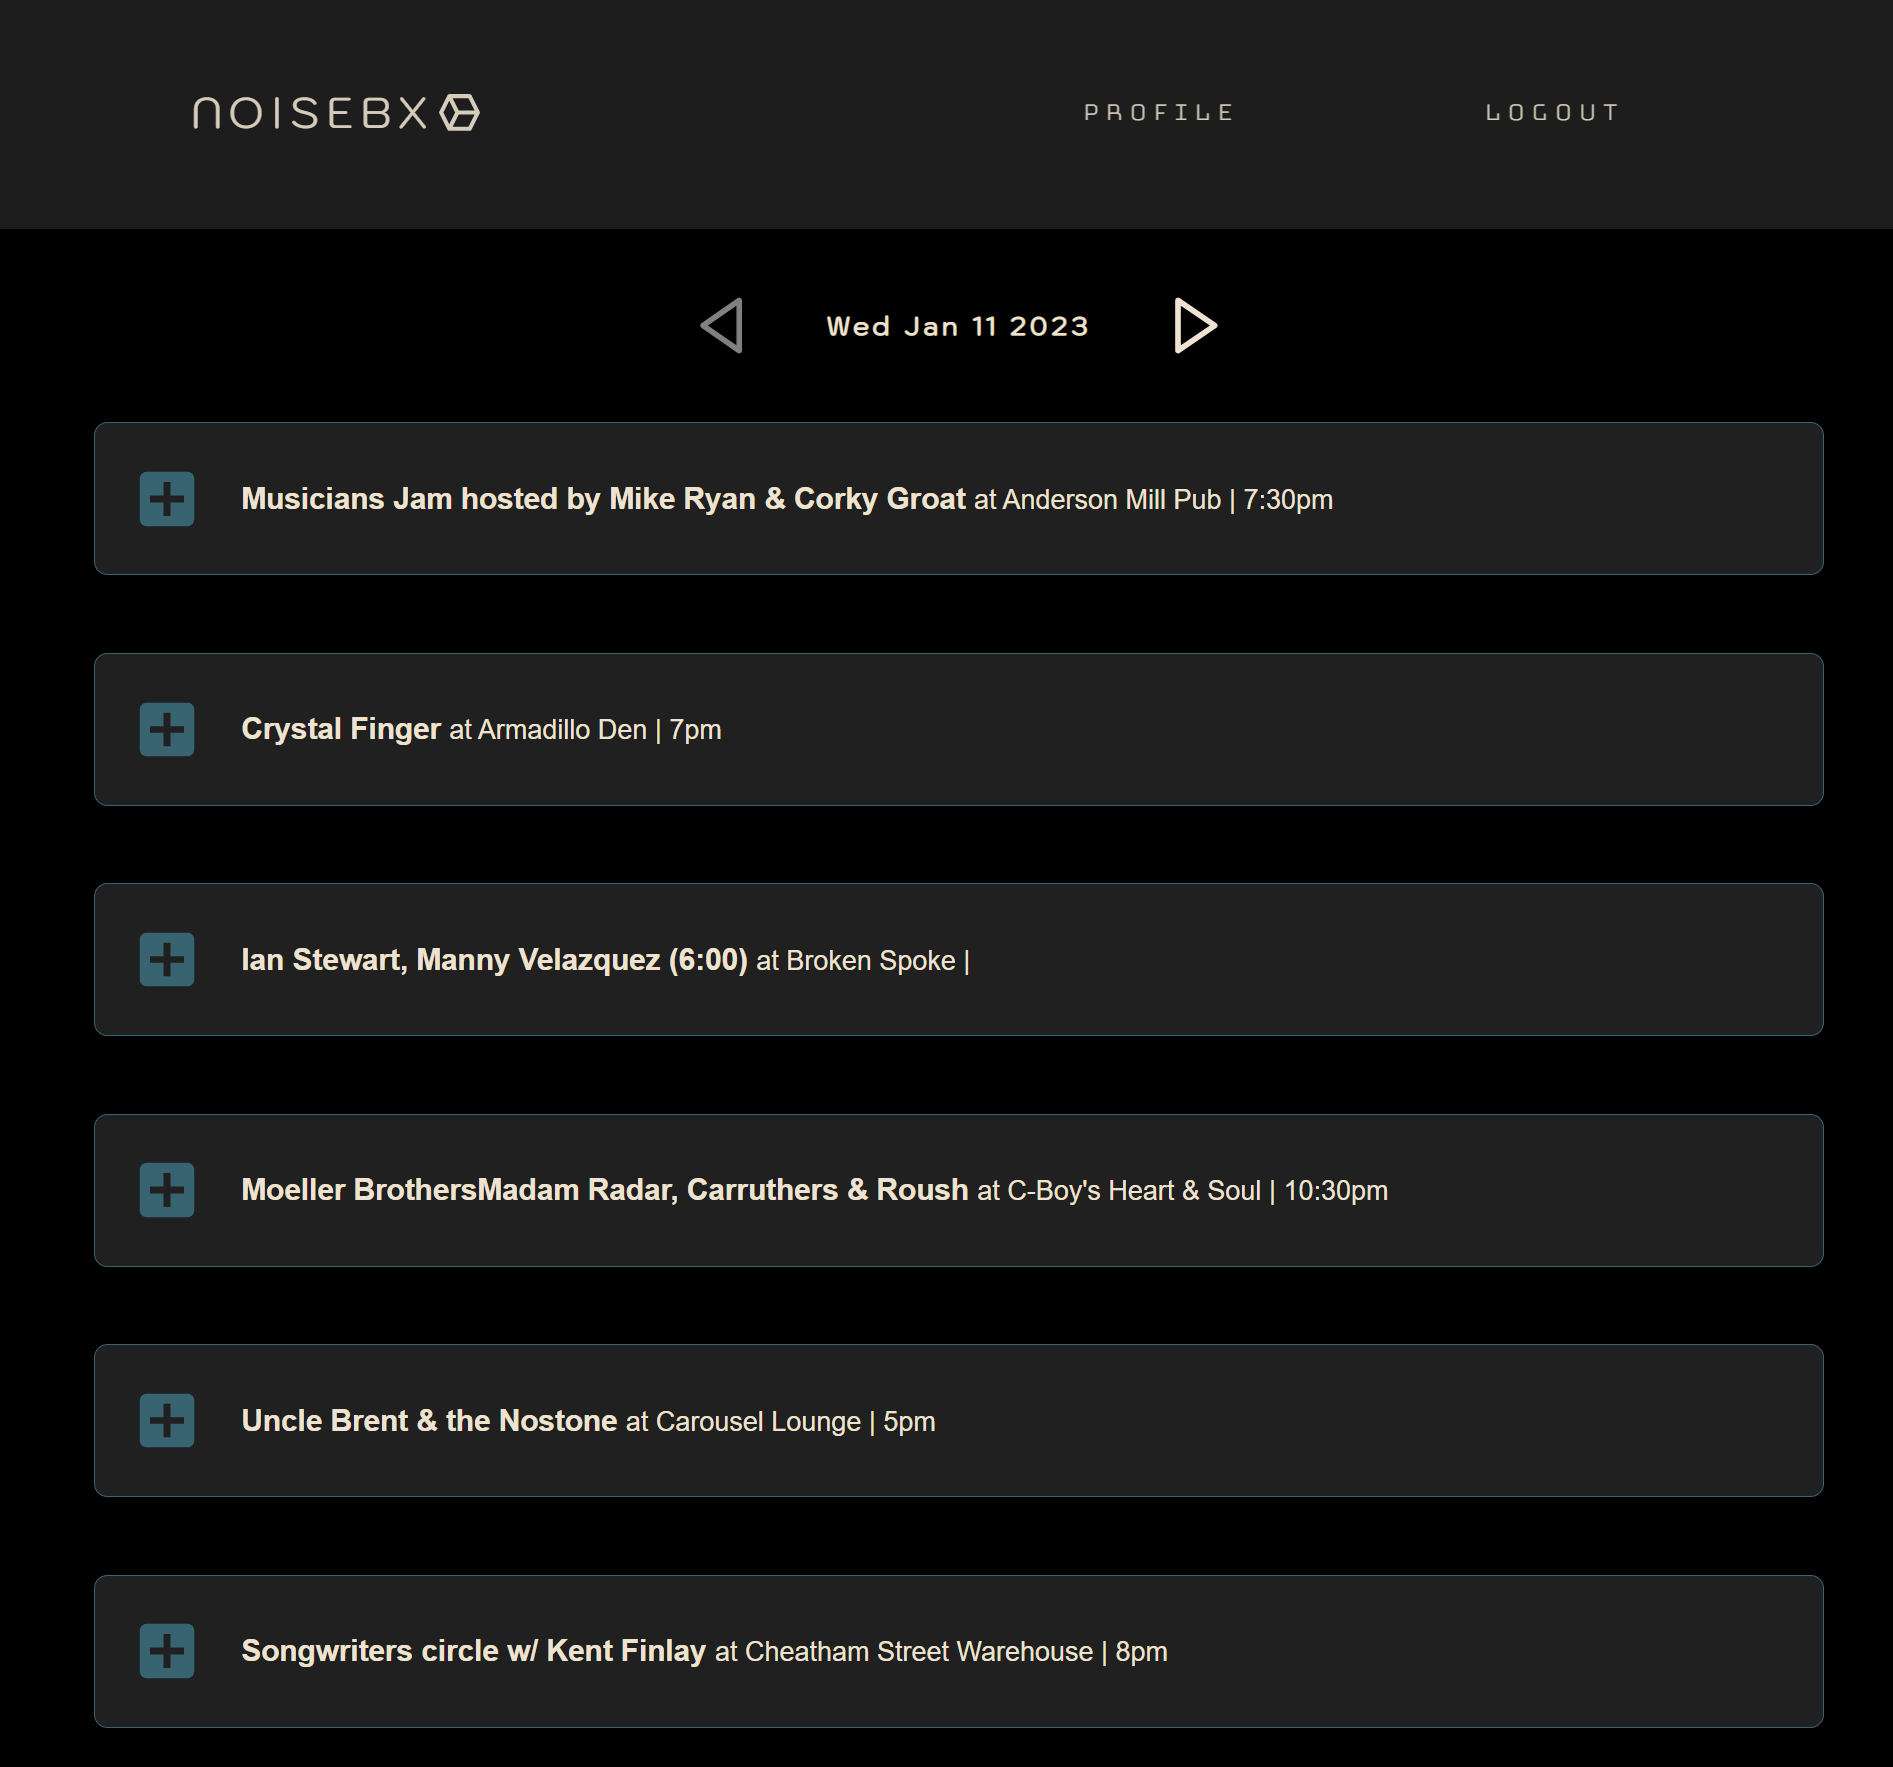 NOISEBX
PROFILE
LOGOUT
Wed Jan 11 2023
Musicians Jam hosted by Mike Ryan & Corky Groat at Anderson Mill Pub | 7:30pm
Crystal Finger at Armadillo Den | 7pm
Ian Stewart, Manny Velazquez (6:00) at Broken Spoke |
Moeller BrothersMadam Radar, Carruthers & Roush at C-Boy's Heart & Soul | 10:30pm
Uncle Brent & the Nostone at Carousel Lounge | 5pm
Songwriters circle w/ Kent Finlay at Cheatham Street Warehouse | 8pm